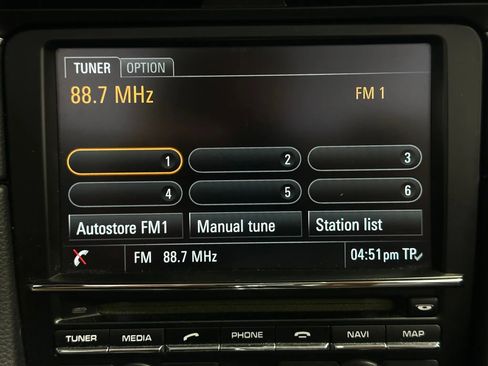 TUNER OPTION
88.7 MHz FM 1
1 2 3
4 5 6
Autostore FM1 Manual tune Station list
FM 88.7 MHz 04:51pm TP
TUNER MEDIA PHONE NAVI MAP